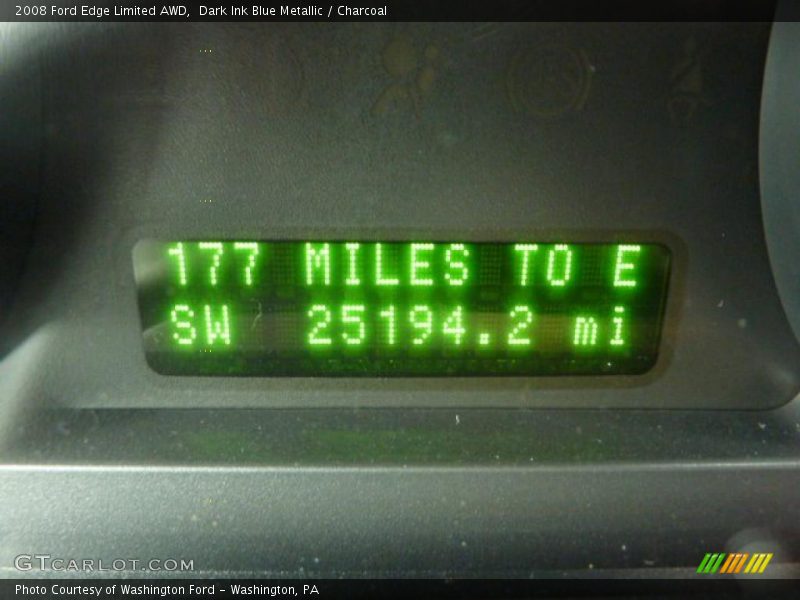 2008 Ford Edge Limited AWD,  Dark Ink Blue Metallic / Charcoal
177 MILES TO E
SW 25194.2 mi
GTCARLOT.COM
Photo Courtesy of Washington Ford - Washington, PA